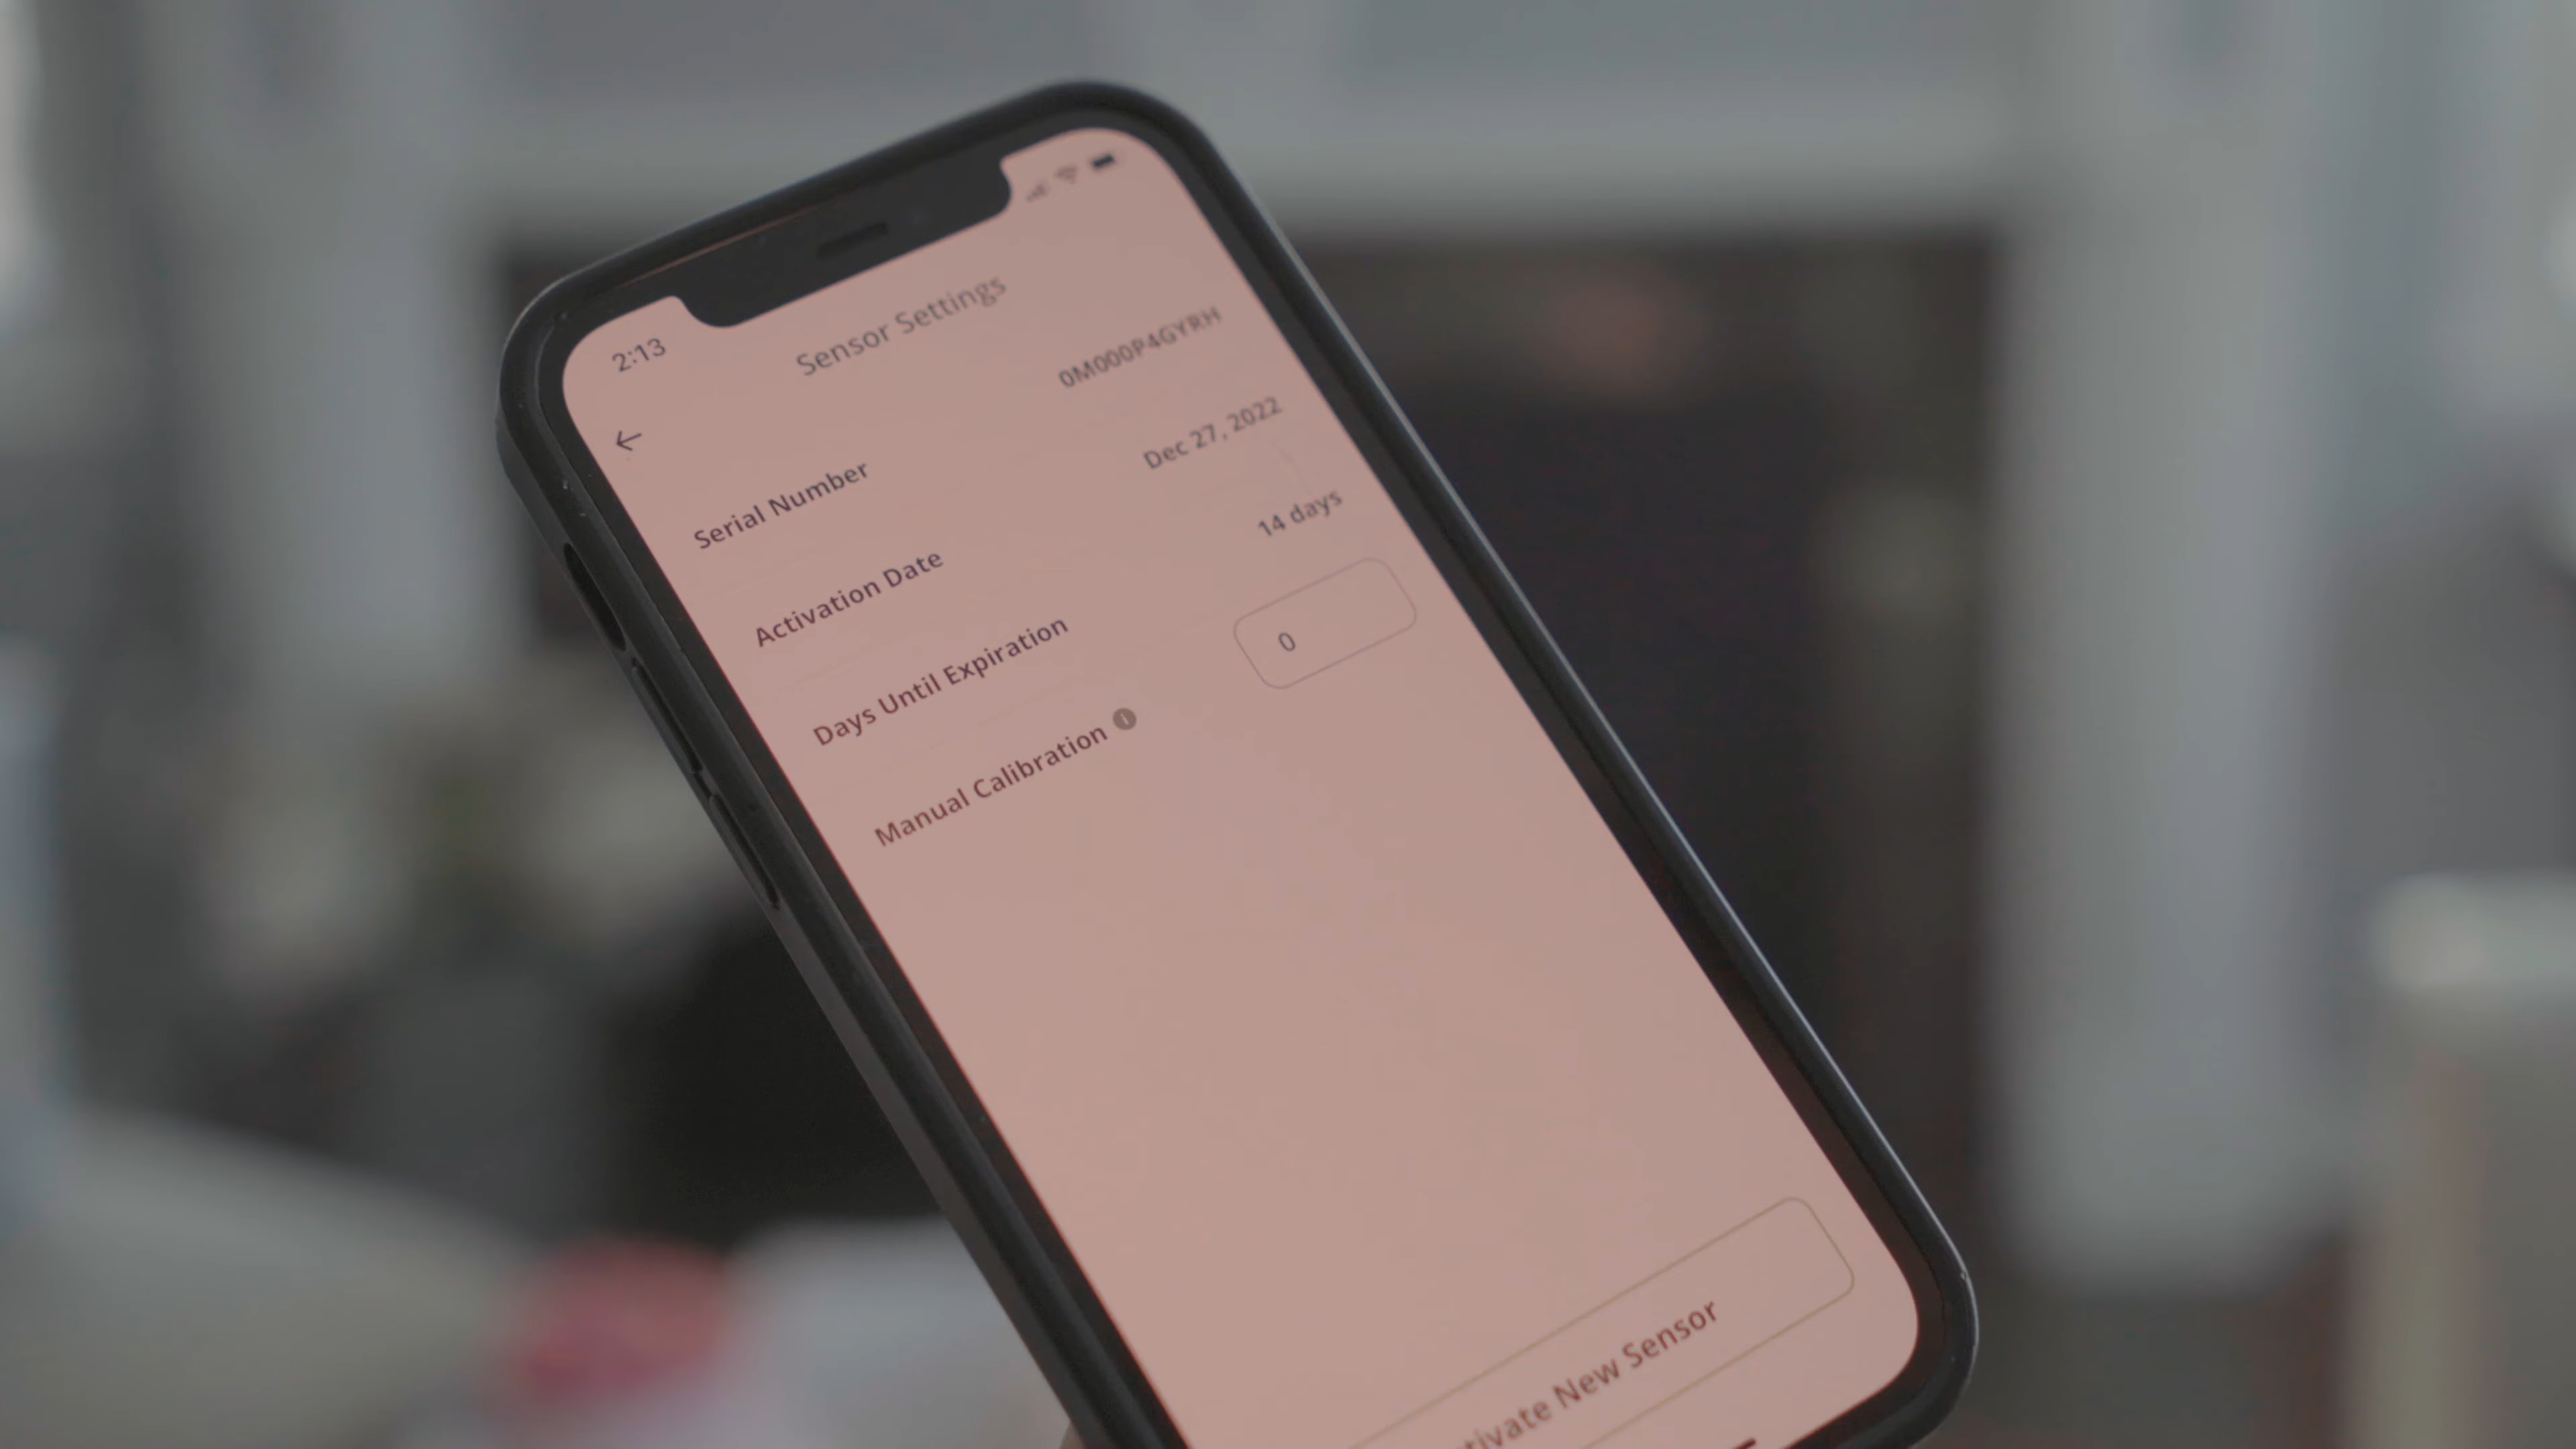 2:13
Sensor Settings
Serial Number 0M000P4GYRH
Activation Date Dec 27, 2022
Days Until Expiration 14 days
Manual Calibration i 0
tivate New Sensor